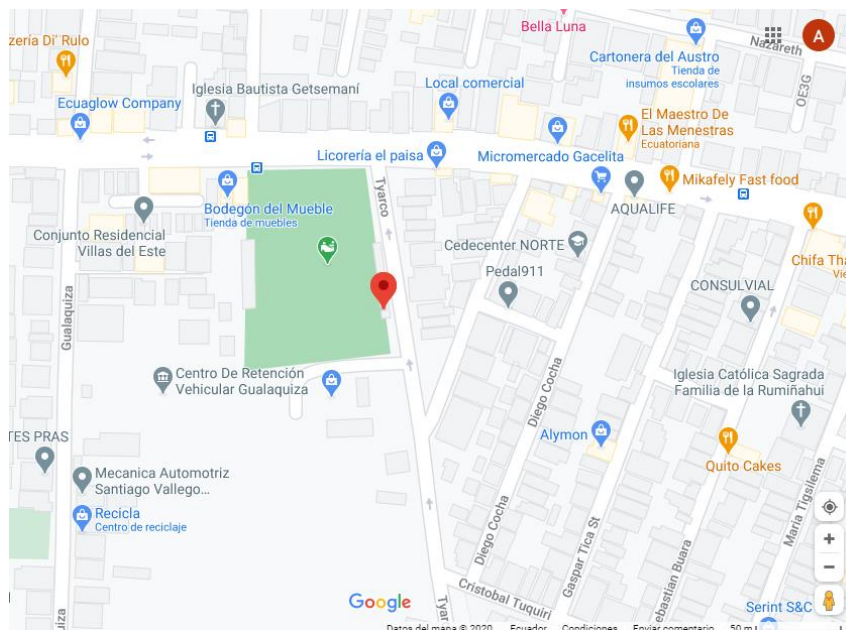 Bella Luna
zería Di' Rulo
A
Nazareth
Cartonera del Austro
Tienda de
insumos escolares
OE3G
Iglesia Bautista Getsemaní
Local comercial
Ecuaglow Company
El Maestro De
Las Menestras
Ecuatoriana
Licorería el paisa
Micromercado Gacelita
Mikafely Fast food
Tyarco
AQUALIFE
Bodegón del Mueble
Tienda de muebles
Conjunto Residencial
Villas del Este
Cedecenter NORTE
Pedal911
Chifa Tha
CONSULVIAL
Gualaquiza
Centro De Retención
Vehicular Gualaquiza
Iglesia Católica Sagrada
Familia de la Rumiñahui
Diego Cocha
Alymon
TES PRAS
Quito Cakes
Mecanica Automotriz
Santiago Vallego...
Recicla
Centro de reciclaje
Diego Cocha
Gaspar Tica St
Maria Tigsilema
Sebastian Buara
Cristobal Tuquiri
Google
Tyar
uiza
Serint S&C
Datos del mapa © 2020 Ecuador Condiciones Enviar comentario 50 m